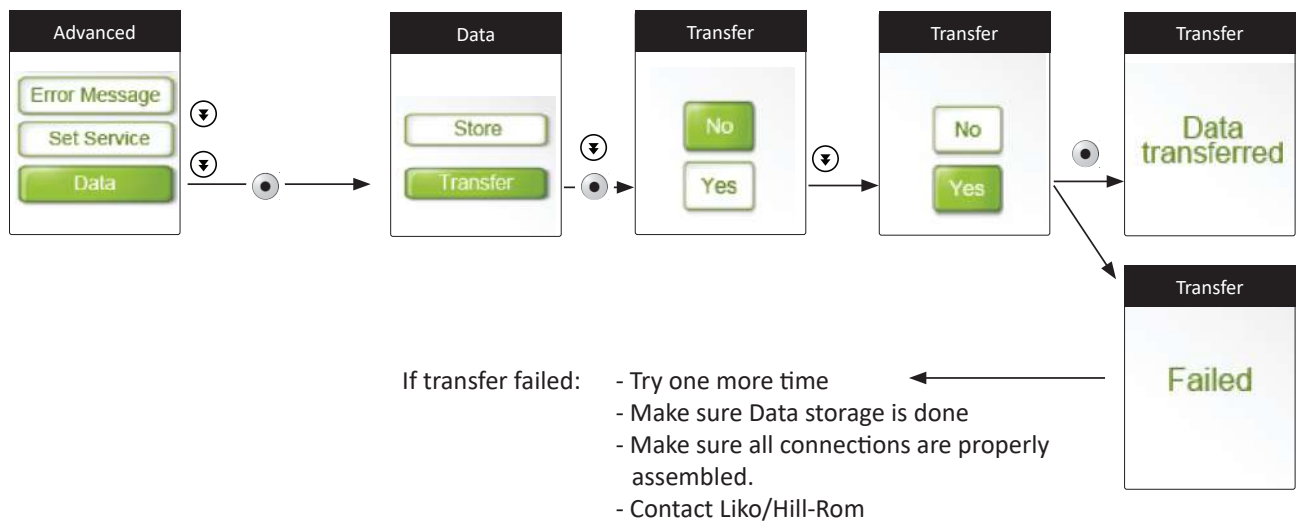 Advanced
Error Message
Set Service
Data
Data
Store
Transfer
Transfer
No
Yes
Transfer
No
Yes
Transfer
Data
transferred
Transfer
Failed
If transfer failed: - Try one more time
- Make sure Data storage is done
- Make sure all connections are properly
assembled.
- Contact Liko/Hill-Rom